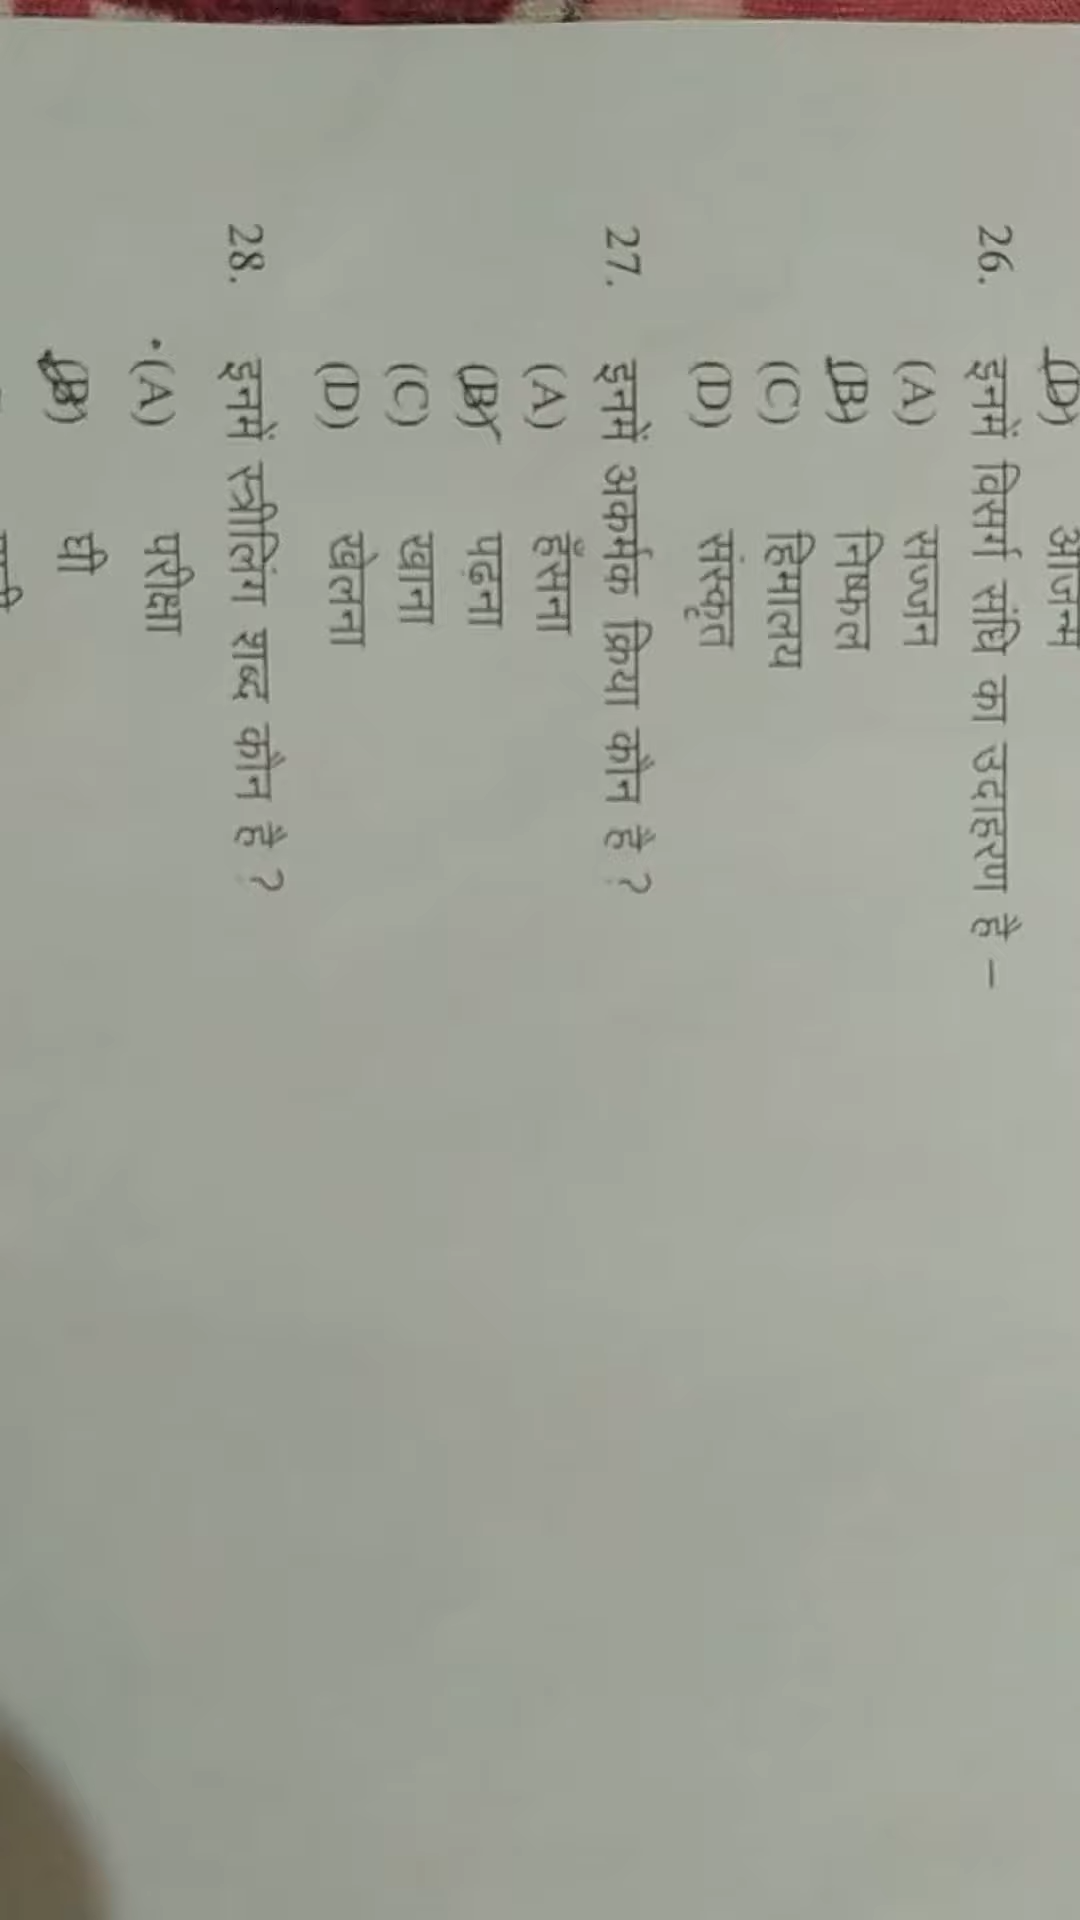 (D) आजन्म
26. इनमें विसर्ग संधि का उदाहरण है –
(A) सज्जन
(B) निष्फल
(C) हिमालय
(D) संस्कृत
27. इनमें अकर्मक क्रिया कौन है ?
(A) हँसना
(B) पढ़ना
(C) खाना
(D) खेलना
28. इनमें स्त्रीलिंग शब्द कौन है ?
(A) परीक्षा
(B) घी